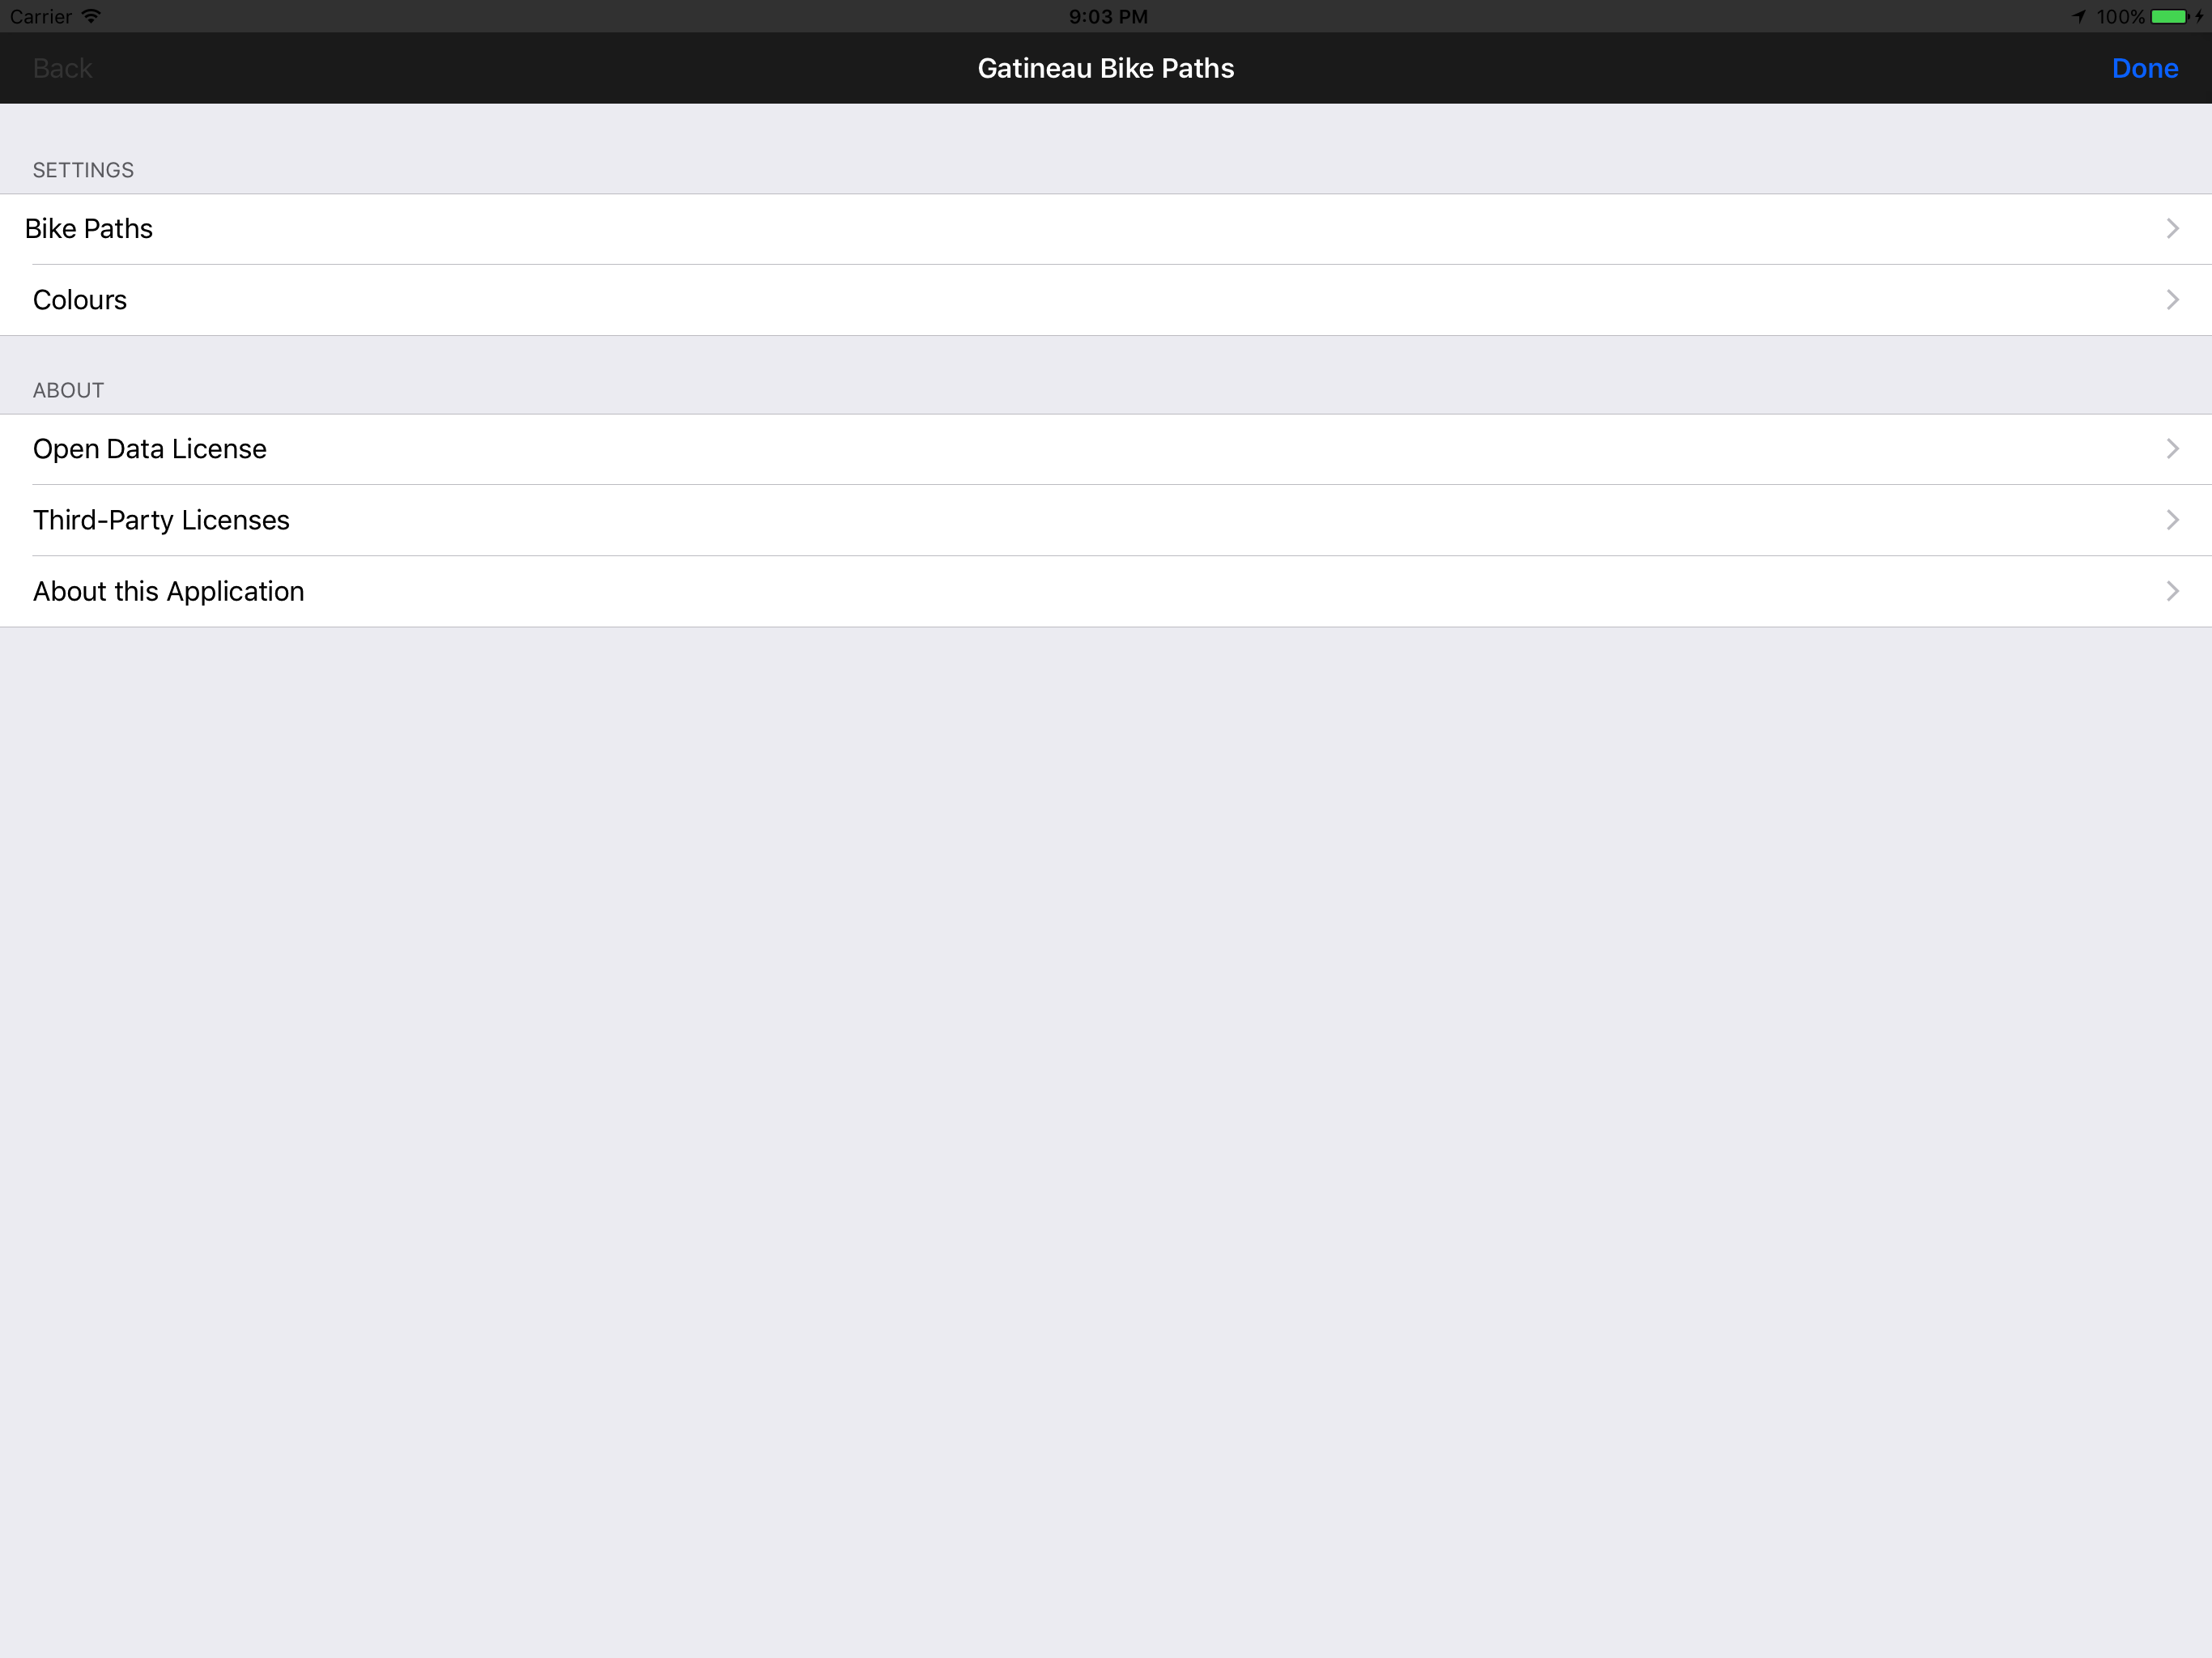 Carrier 9:03 PM 100%
Back Gatineau Bike Paths Done
SETTINGS
Bike Paths
Colours
ABOUT
Open Data License
Third-Party Licenses
About this Application